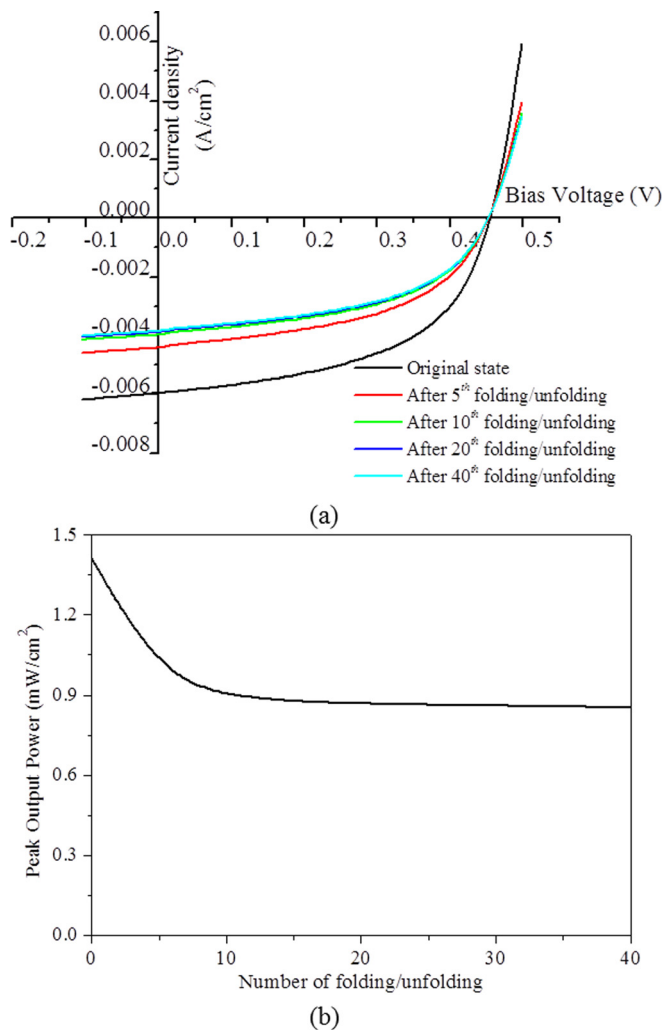 0.006
0.004
0.002
0.000
-0.002
-0.004
-0.006
-0.008
Current density
(A/cm²)
Bias Voltage (V)
-0.2 -0.1 0.0 0.1 0.2 0.3 0.4 0.5
Original state
After 5th folding/unfolding
After 10th folding/unfolding
After 20th folding/unfolding
After 40th folding/unfolding
(a)
1.5
1.2
0.9
0.6
0.3
0.0
Peak Output Power (mW/cm²)
0 10 20 30 40
Number of folding/unfolding
(b)